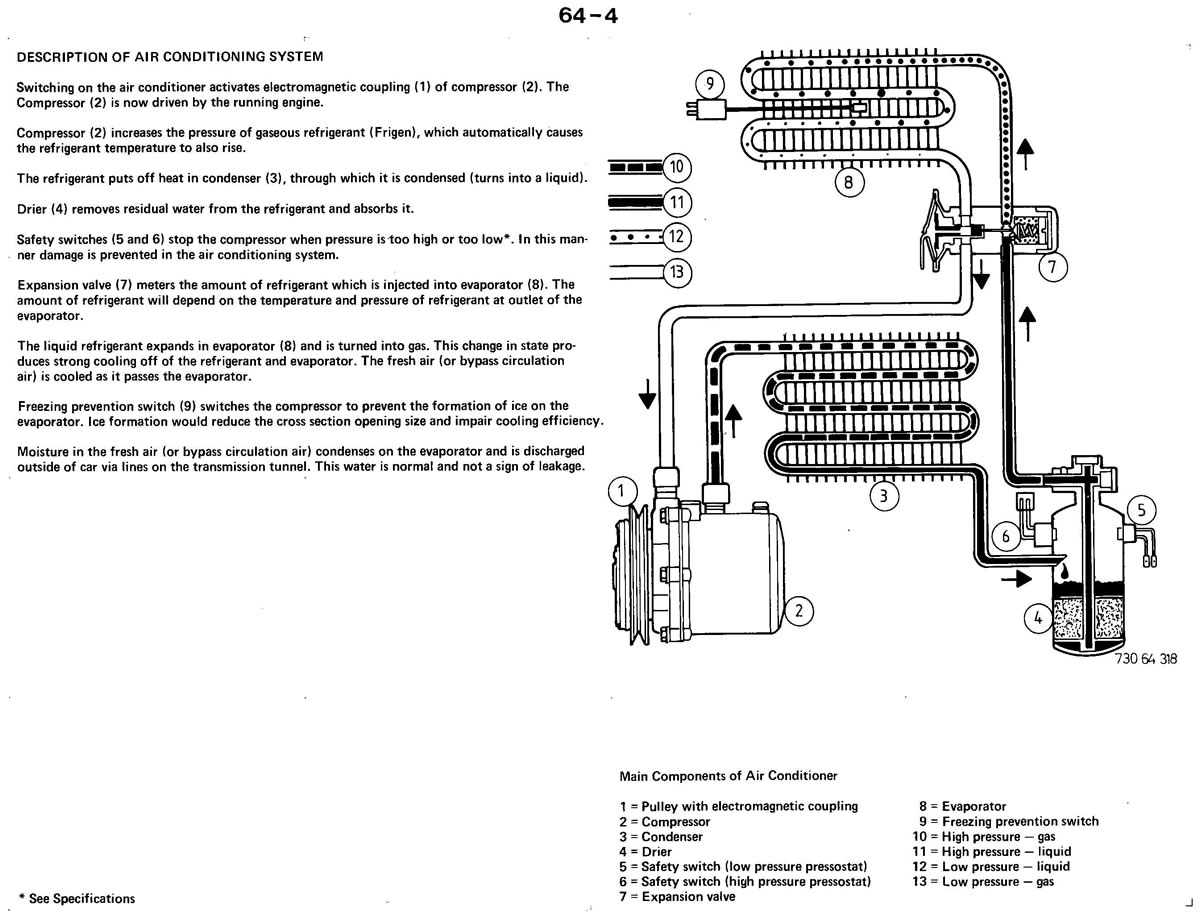 64-4
DESCRIPTION OF AIR CONDITIONING SYSTEM
Switching on the air conditioner activates electromagnetic coupling (1) of compressor (2). The
Compressor (2) is now driven by the running engine.
Compressor (2) increases the pressure of gaseous refrigerant (Frigen), which automatically causes
the refrigerant temperature to also rise.
The refrigerant puts off heat in condenser (3), through which it is condensed (turns into a liquid).
Drier (4) removes residual water from the refrigerant and absorbs it.
Safety switches (5 and 6) stop the compressor when pressure is too high or too low*. In this man-
ner damage is prevented in the air conditioning system.
Expansion valve (7) meters the amount of refrigerant which is injected into evaporator (8). The
amount of refrigerant will depend on the temperature and pressure of refrigerant at outlet of the
evaporator.
The liquid refrigerant expands in evaporator (8) and is turned into gas. This change in state pro-
duces strong cooling off of the refrigerant and evaporator. The fresh air (or bypass circulation
air) is cooled as it passes the evaporator.
Freezing prevention switch (9) switches the compressor to prevent the formation of ice on the
evaporator. Ice formation would reduce the cross section opening size and impair cooling efficiency.
Moisture in the fresh air (or bypass circulation air) condenses on the evaporator and is discharged
outside of car via lines on the transmission tunnel. This water is normal and not a sign of leakage.
* See Specifications
9
10
8
11
12
13
7
1
3
5
6
2
4
730 64 318
Main Components of Air Conditioner
1 = Pulley with electromagnetic coupling
2 = Compressor
3 = Condenser
4 = Drier
5 = Safety switch (low pressure pressostat)
6 = Safety switch (high pressure pressostat)
7 = Expansion valve
8 = Evaporator
9 = Freezing prevention switch
10 = High pressure — gas
11 = High pressure — liquid
12 = Low pressure — liquid
13 = Low pressure — gas